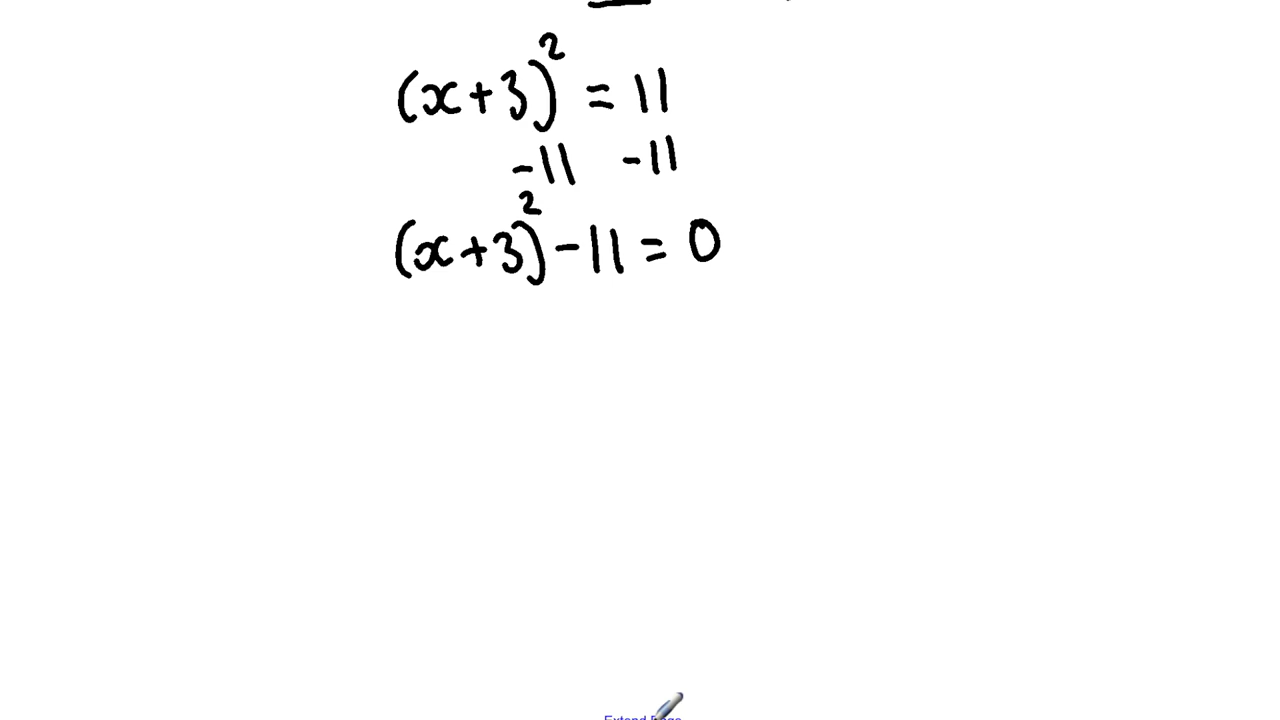 (x+3)² = 11
-11 -11
(x+3)² - 11 = 0